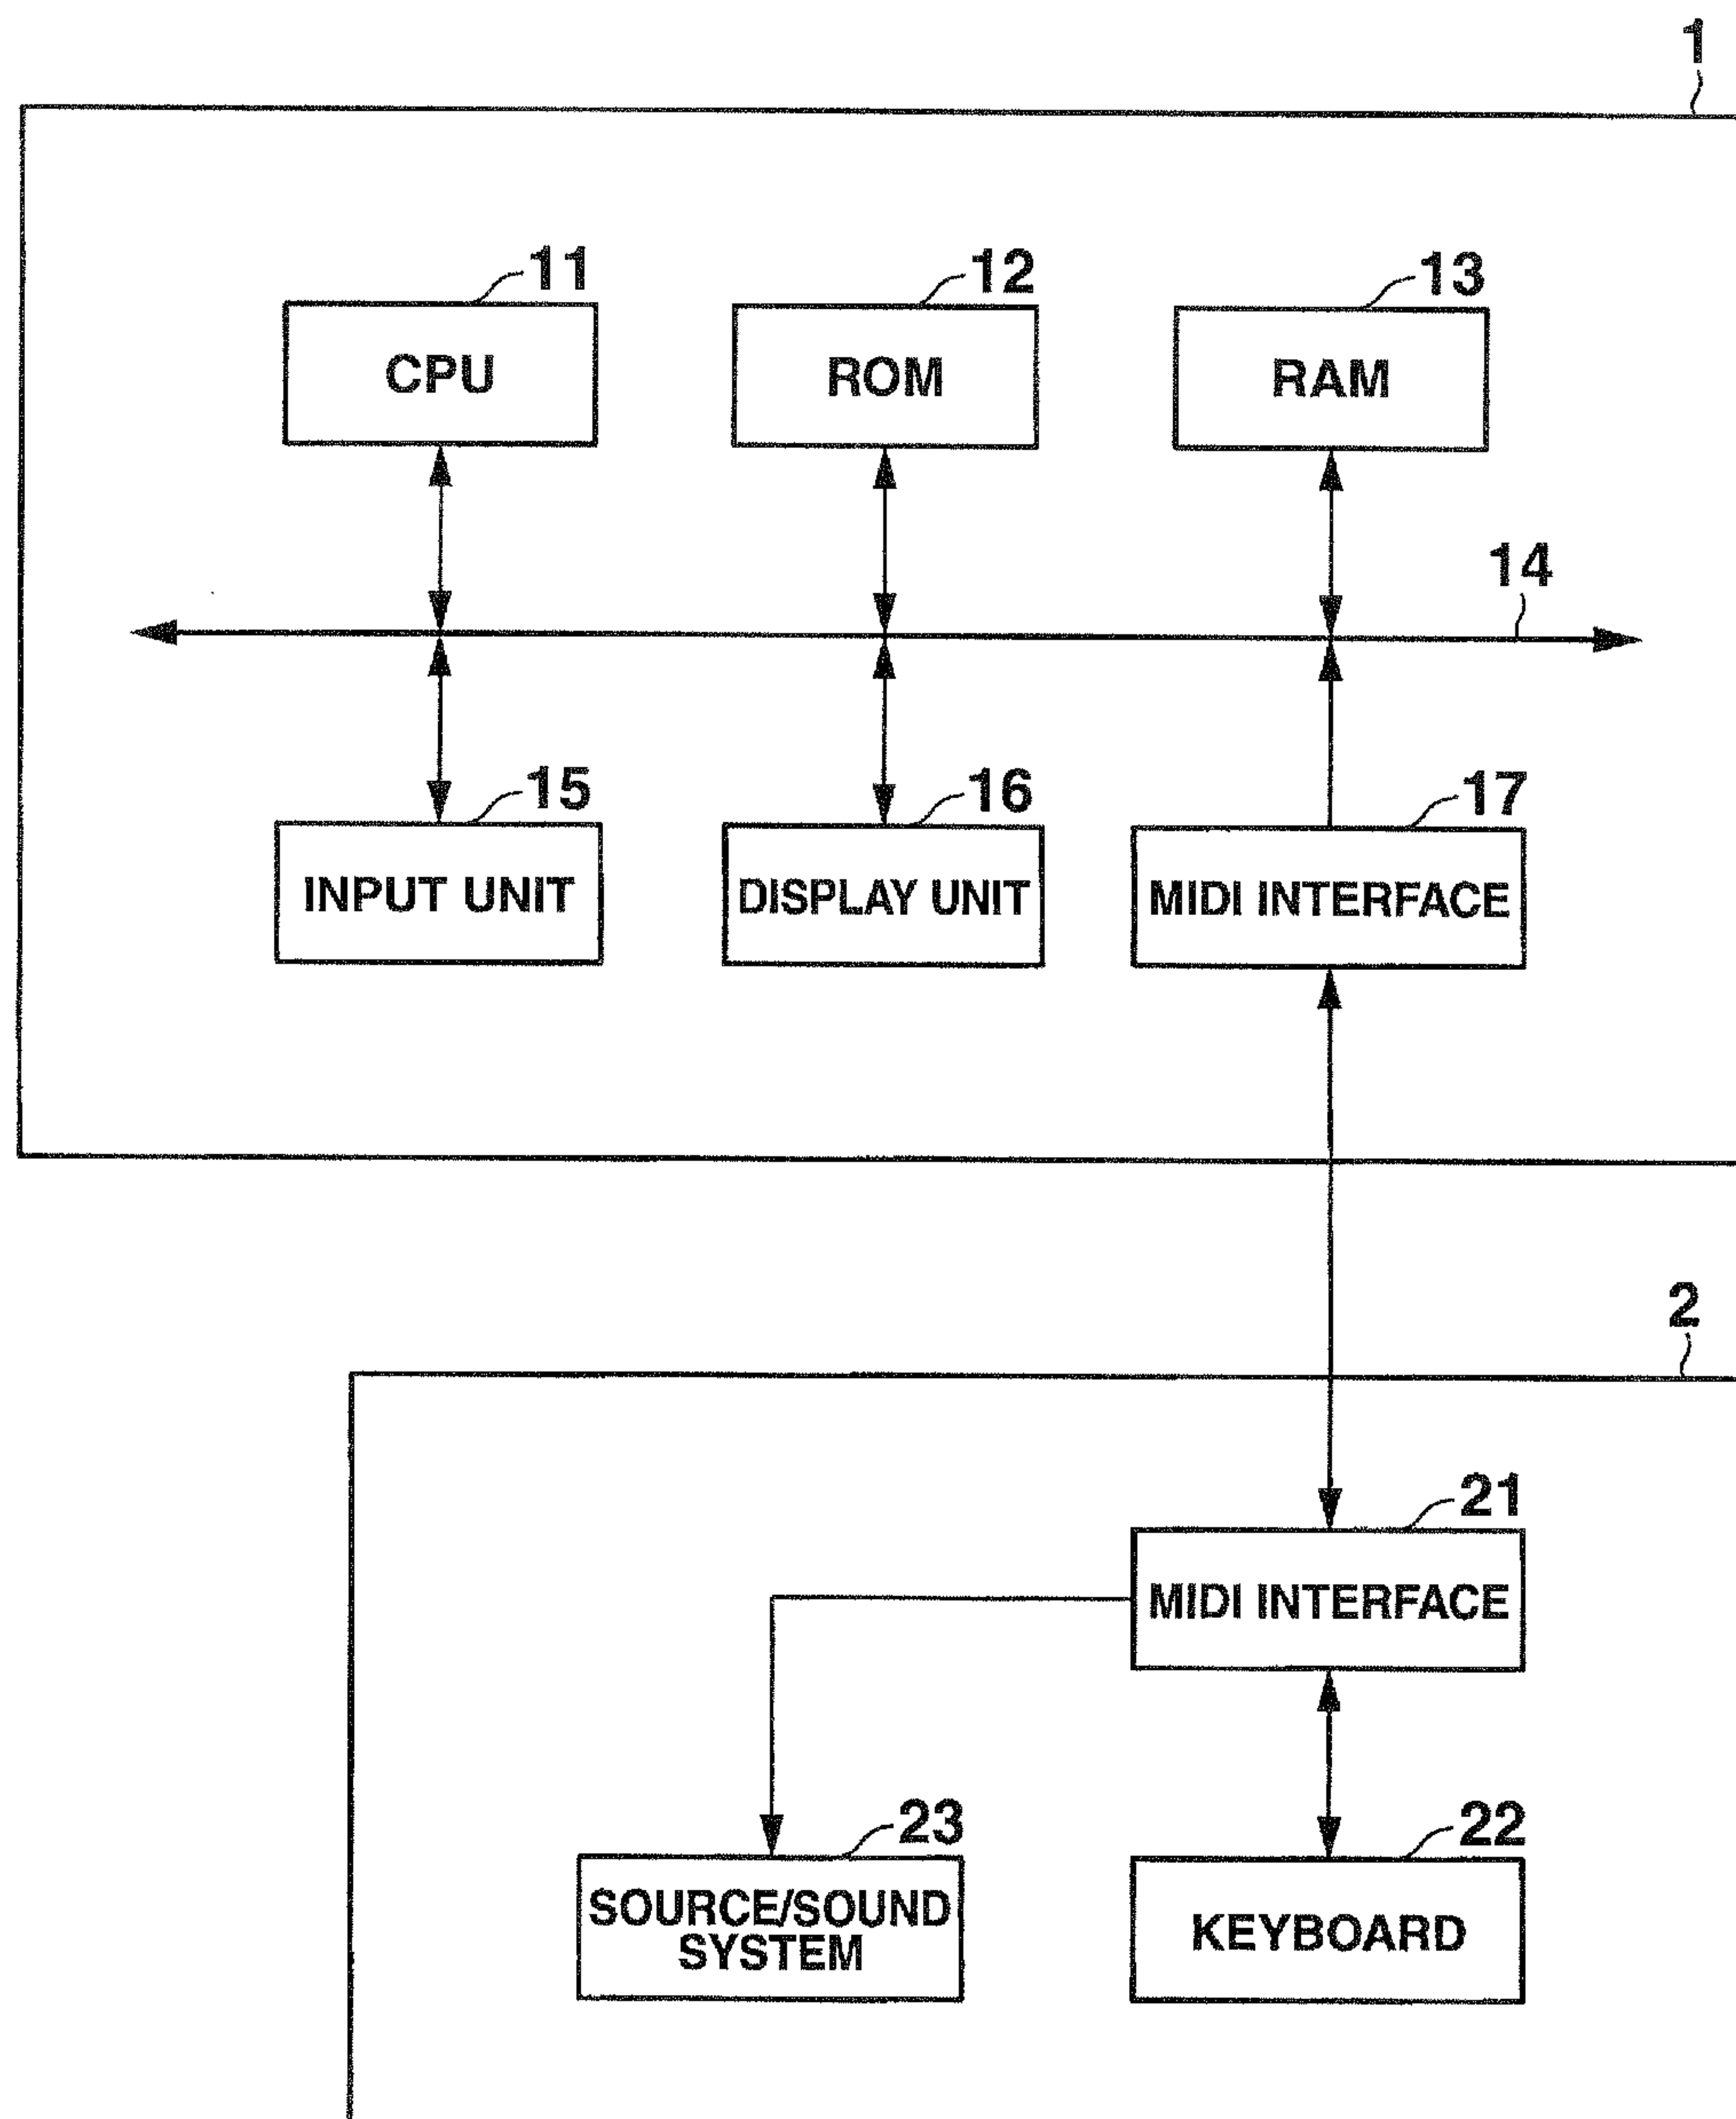 1
11
12
13
CPU
ROM
RAM
14
15
16
17
INPUT UNIT
DISPLAY UNIT
MIDI INTERFACE
2
21
MIDI INTERFACE
23
22
SOURCE/SOUND
SYSTEM
KEYBOARD